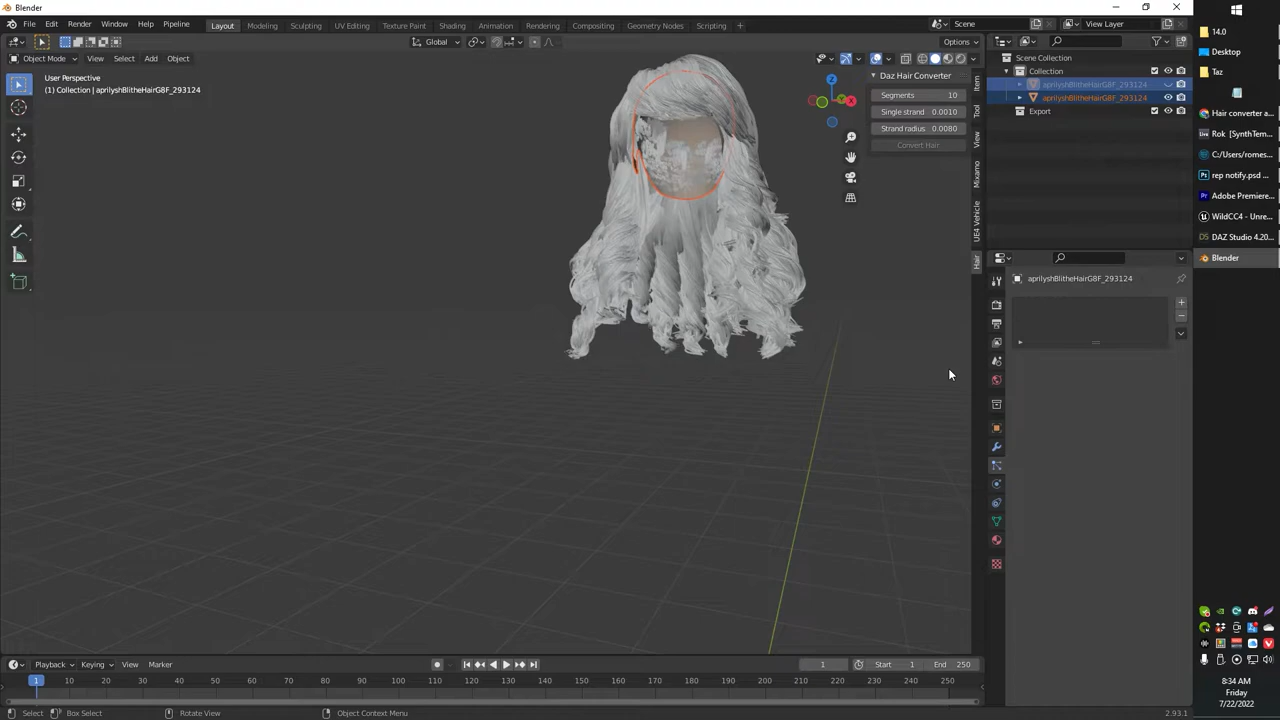 Blender
File Edit Render Window Help Pipeline Layout Modeling Sculpting UV Editing Texture Paint Shading Animation Rendering Compositing Geometry Nodes Scripting Scene View Layer
Global Options
Object Mode View Select Add Object
User Perspective
(1) Collection | aprilyshBlitheHairG8F_293124
Daz Hair Converter
Segments 10
Single strand 0.0010
Strand radius 0.0080
Convert Hair
Item
Tool
View
Mixamo
UE4 Vehicle
Hair
Scene Collection
Collection
aprilyshBlitheHairG8F_293124
aprilyshBlitheHairG8F_293124
Export
aprilyshBlitheHairG8F_293124
Playback Keying View Marker 1 Start 1 End 250
1 10 20 30 40 50 60 70 80 90 100 110 120 130 140 150 160 170 180 190 200 210 220 230 240 250
Select Box Select Rotate View Object Context Menu 2.93.1
14.0
Desktop
Taz
Hair converter a
Rok [SynthTem
C:/Users/romes
rep notify.psd
Adobe Premiere
WildCC4 - Unre
DAZ Studio 4.20
Blender
8:34 AM
Friday
7/22/2022